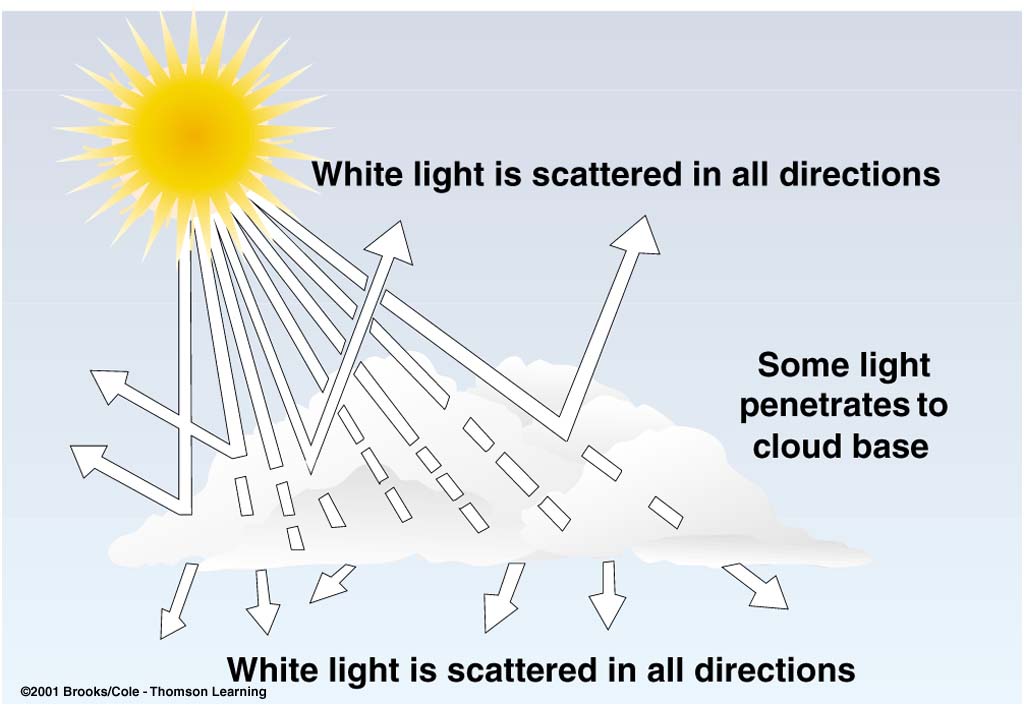 White light is scattered in all directions
Some light
penetrates to
cloud base
White light is scattered in all directions
©2001 Brooks/Cole - Thomson Learning